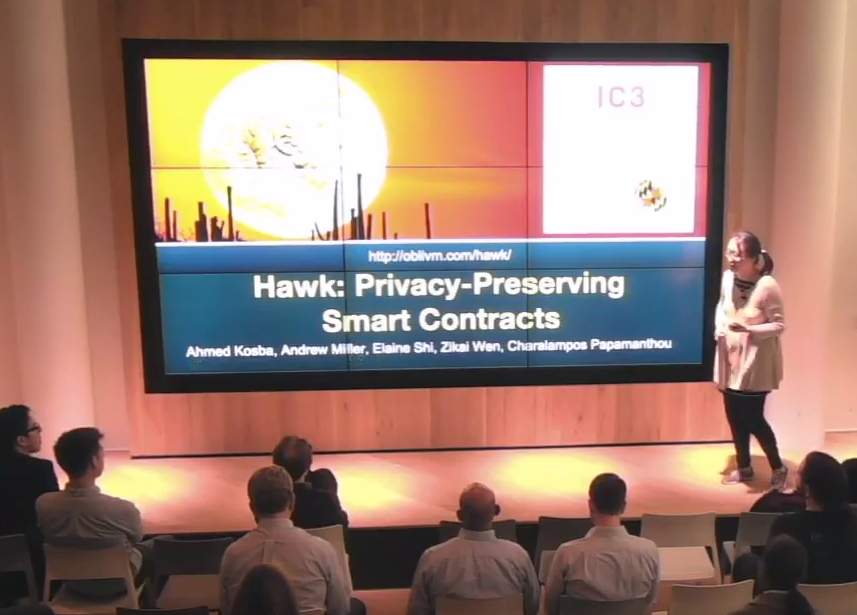 IC3
http://oblivm.com/hawk/
Hawk: Privacy-Preserving
Smart Contracts
Ahmed Kosba, Andrew Miller, Elaine Shi, Zikai Wen, Charalampos Papamanthou